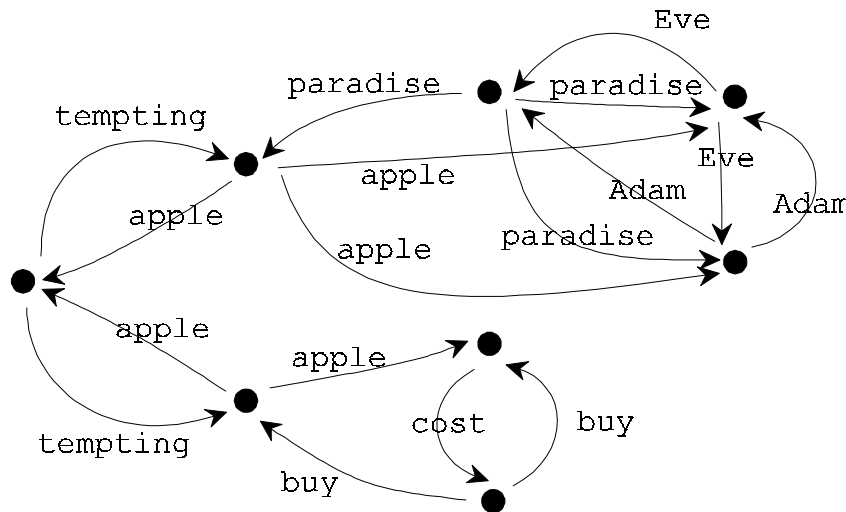 Eve
paradise
paradise
tempting
Eve
apple
Adam
Adam
apple
paradise
apple
apple
apple
cost
buy
tempting
buy